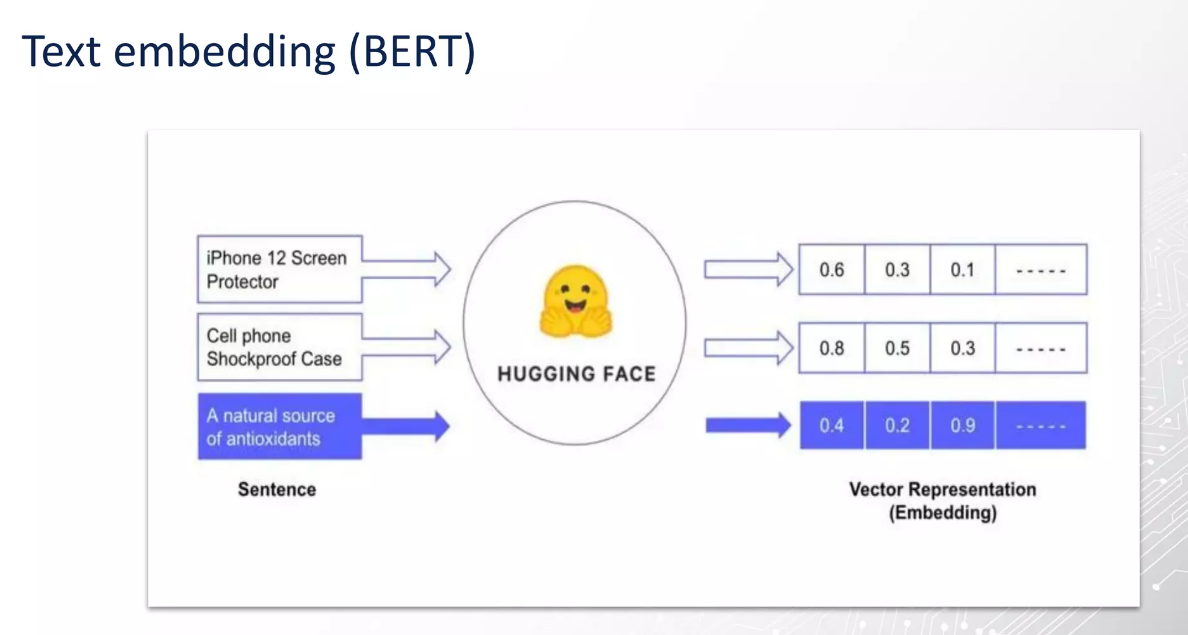 Text embedding (BERT)
iPhone 12 Screen
Protector
0.6 0.3 0.1 -----
Cell phone
Shockproof Case
0.8 0.5 0.3 -----
HUGGING FACE
A natural source
of antioxidants
0.4 0.2 0.9 -----
Sentence
Vector Representation
(Embedding)